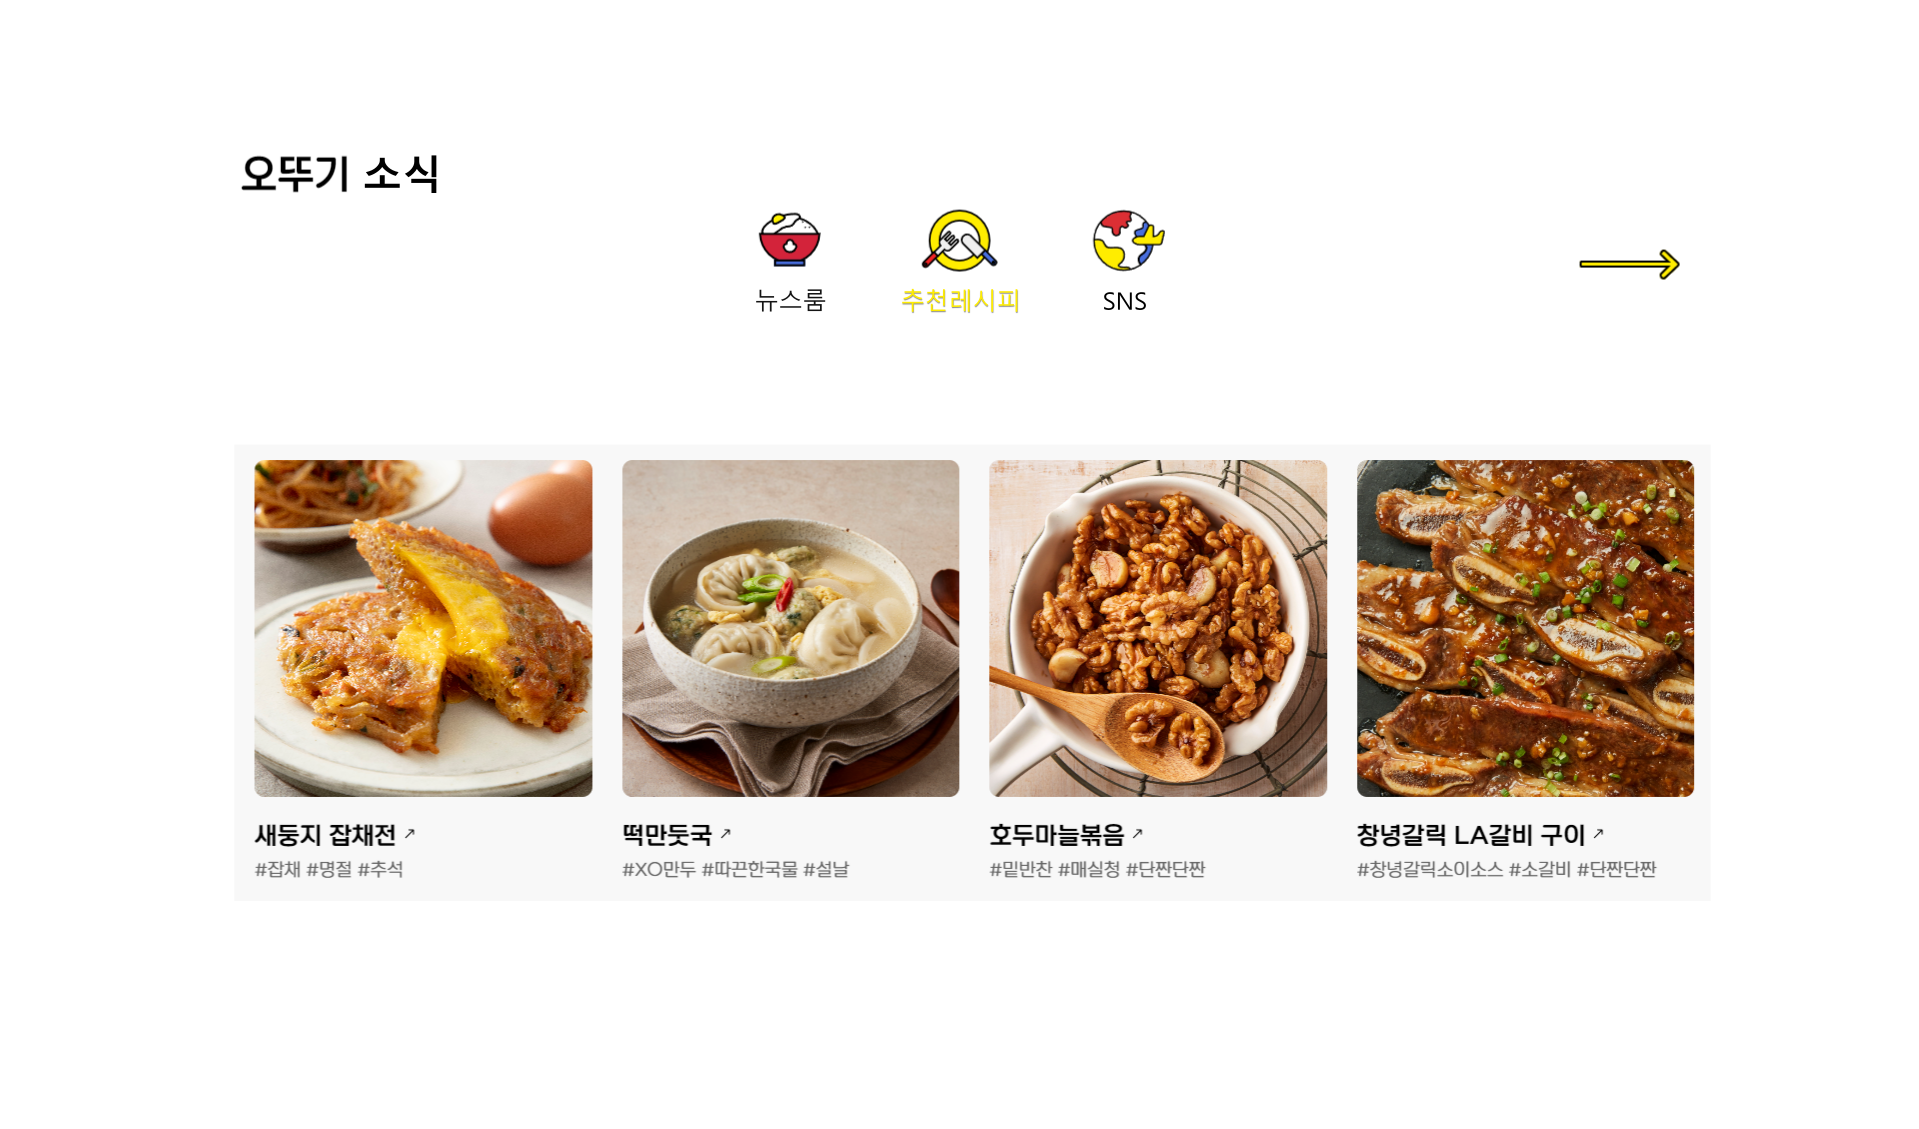 오뚜기 소식
뉴스룸
추천레시피
SNS
새둥지 잡채전 ↗
#잡채 #명절 #추석
떡만둣국 ↗
#XO만두 #따끈한국물 #설날
호두마늘볶음 ↗
#밑반찬 #매실청 #단짠단짠
창녕갈릭 LA갈비 구이 ↗
#창녕갈릭소이소스 #소갈비 #단짠단짠